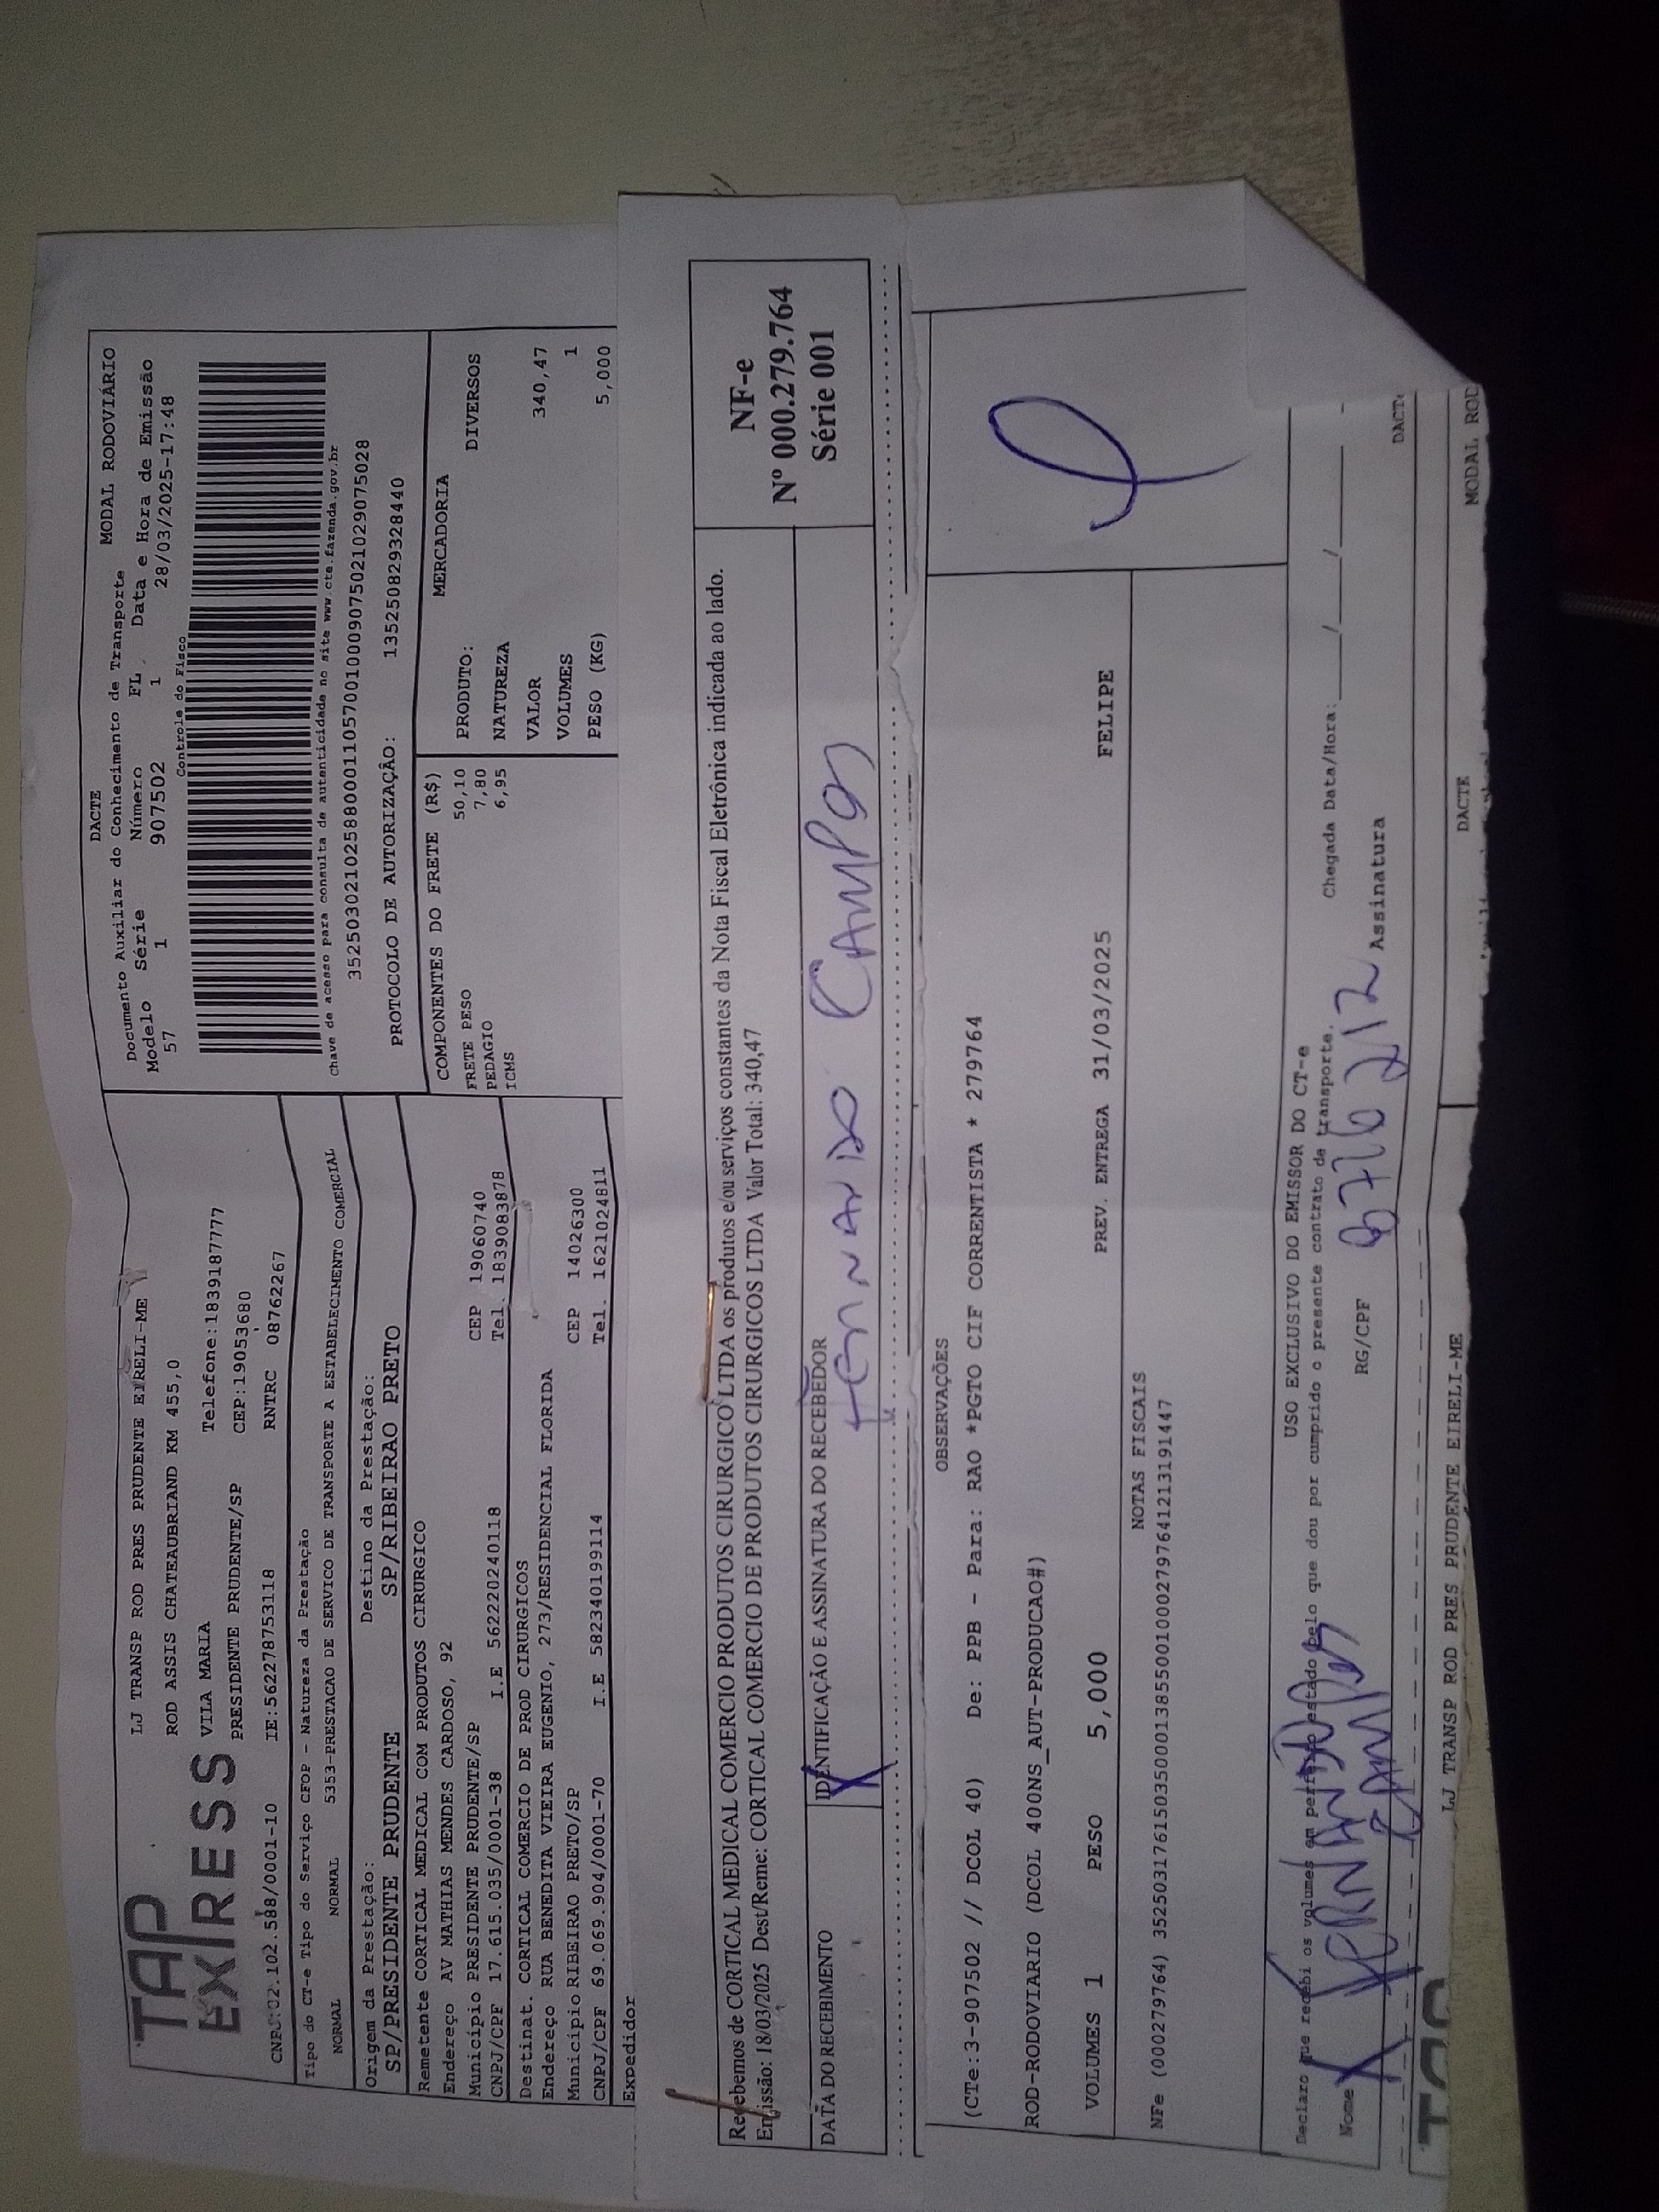 TAP
EXPRESS
LJ TRANSP ROD PRES PRUDENTE EIRELI-ME
ROD ASSIS CHATEAUBRIAND KM 455,0
VILA MARIA Telefone:1839187777
PRESIDENTE PRUDENTE/SP CEP:19053680
CNPJ:02.102.588/0001-10 IE:562278753118 RNTRC 08762267
DACTE
Documento Auxiliar do Conhecimento de Transporte MODAL RODOVIÁRIO
Modelo Série Número FL. Data e Hora de Emissão
57 1 907502 1 28/03/2025-17:48
Controle do Fisco
Chave de acesso para consulta de autenticidade no site www.cte.fazenda.gov.br
35250302102588000110570010009075021029075028
PROTOCOLO DE AUTORIZAÇÃO: 135250829328440
Tipo do CT-e Tipo do Serviço CFOP - Natureza da Prestação
NORMAL NORMAL 5353-PRESTACAO DE SERVICO DE TRANSPORTE A ESTABELECIMENTO COMERCIAL
Origem da Prestação: Destino da Prestação:
SP/PRESIDENTE PRUDENTE SP/RIBEIRAO PRETO
Remetente CORTICAL MEDICAL COM PRODUTOS CIRURGICO
Endereço AV MATHIAS MENDES CARDOSO, 92
Município PRESIDENTE PRUDENTE/SP CEP 19060740
CNPJ/CPF 17.615.035/0001-38 I.E 562220240118 Tel. 1839083878
Destinat. CORTICAL COMERCIO DE PROD CIRURGICOS
Endereço RUA BENEDITA VIEIRA EUGENIO, 273/RESIDENCIAL FLORIDA
Município RIBEIRAO PRETO/SP CEP 14026300
CNPJ/CPF 69.069.904/0001-70 I.E 582340199114 Tel. 1621024811
Expedidor
COMPONENTES DO FRETE (R$)
FRETE PESO 50,10
PEDAGIO 7,80
ICMS 6,95
MERCADORIA
PRODUTO: DIVERSOS
NATUREZA
VALOR 340,47
VOLUMES 1
PESO (KG) 5,000
Recebemos de CORTICAL MEDICAL COMERCIO PRODUTOS CIRURGICO LTDA os produtos e/ou serviços constantes da Nota Fiscal Eletrônica indicada ao lado.
Emissão: 18/03/2025 Dest/Reme: CORTICAL COMERCIO DE PRODUTOS CIRURGICOS LTDA Valor Total: 340,47
DATA DO RECEBIMENTO IDENTIFICAÇÃO E ASSINATURA DO RECEBEDOR
X CAMPOS
NF-e
Nº 000.279.764
Série 001
OBSERVAÇÕES
(CTe:3-907502 // DCOL 40) De: PPB - Para: RAO *PGTO CIF CORRENTISTA * 279764
ROD-RODOVIARIO (DCOL 400NS_AUT-PRODUCAO#)
VOLUMES 1 PESO 5,000 PREV. ENTREGA 31/03/2025 FELIPE
NOTAS FISCAIS
NFe (000279764) 35250317615035000138550010002797641213191447
USO EXCLUSIVO DO EMISSOR DO CT-e
Declaro que recebi os volumes em perfeito estado pelo que dou por cumprido o presente contrato de transporte.
Chegada Data/Hora: / /
Nome X RG/CPF Assinatura
DACTE
LJ TRANSP ROD PRES PRUDENTE EIRELI-ME DACTE MODAL ROD